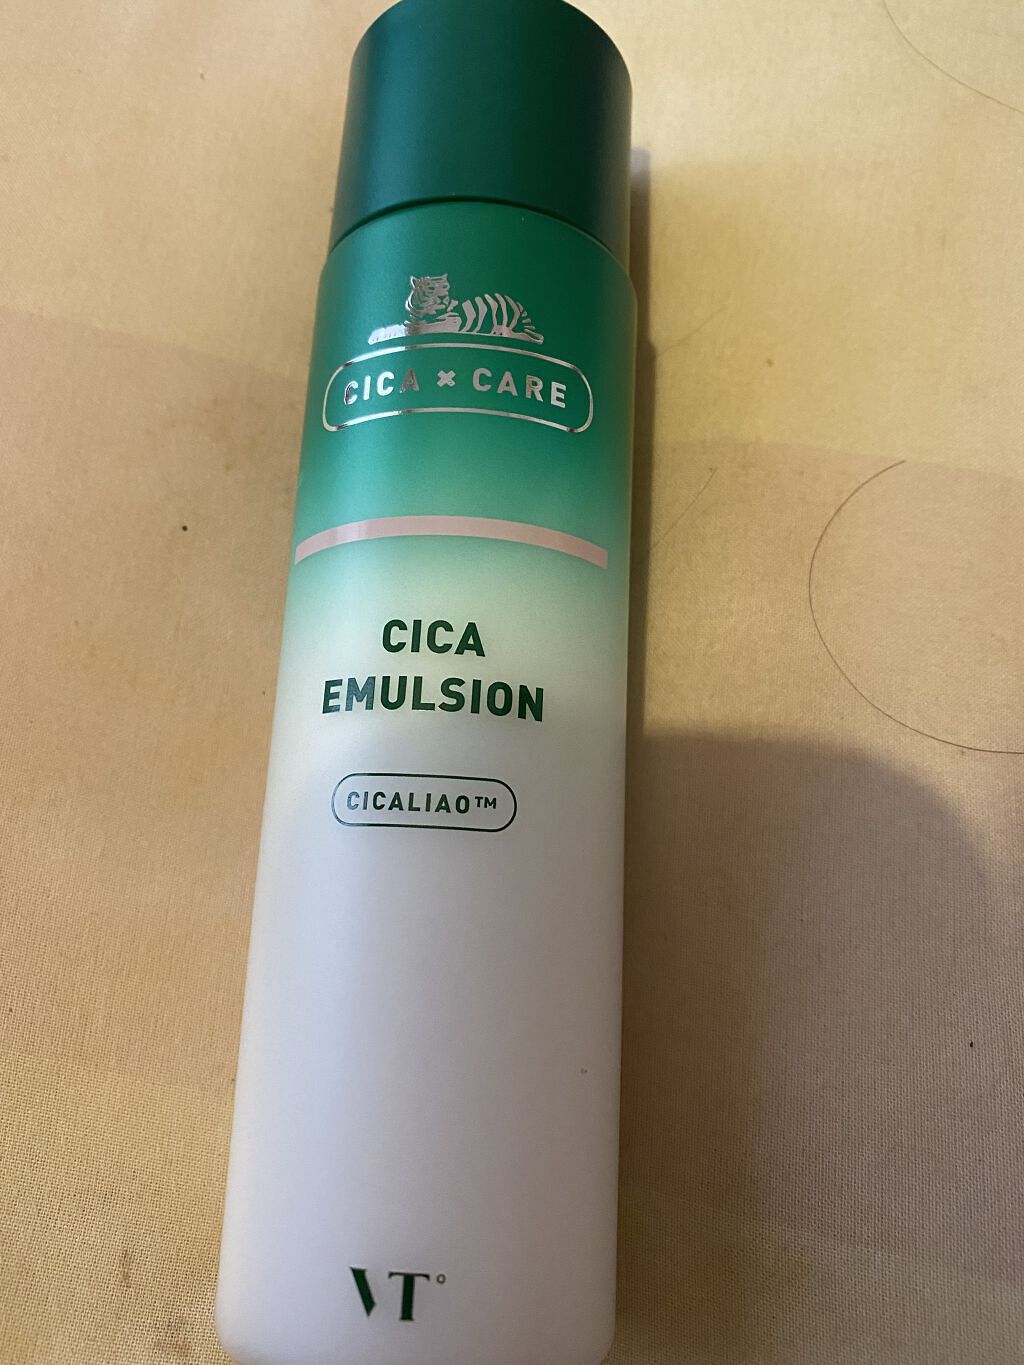 CICA × CARE
CICA
EMULSION
CICALIAO™
VT°